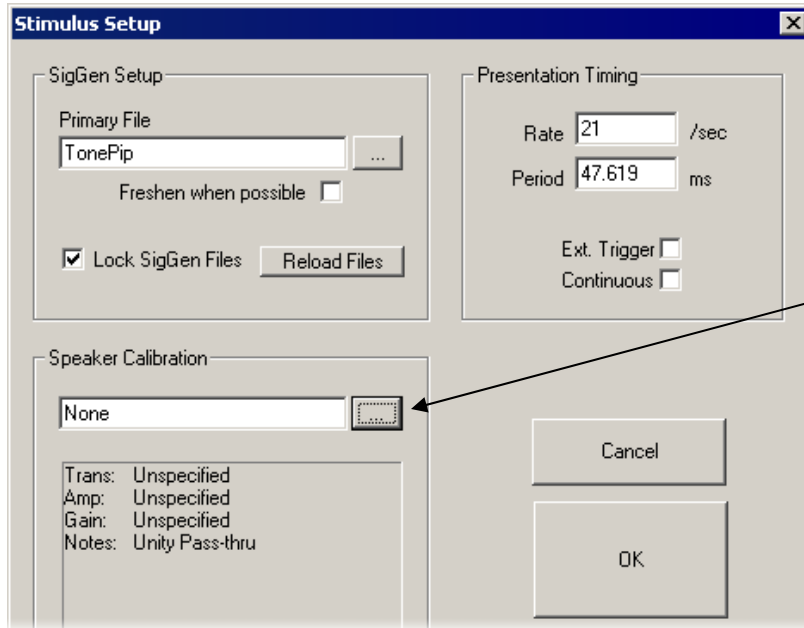 Stimulus Setup
SigGen Setup
Primary File
TonePip
...
Freshen when possible
Lock SigGen Files
Reload Files
Presentation Timing
Rate 21 /sec
Period 47.619 ms
Ext. Trigger
Continuous
Speaker Calibration
None
...
Trans: Unspecified
Amp: Unspecified
Gain: Unspecified
Notes: Unity Pass-thru
Cancel
OK